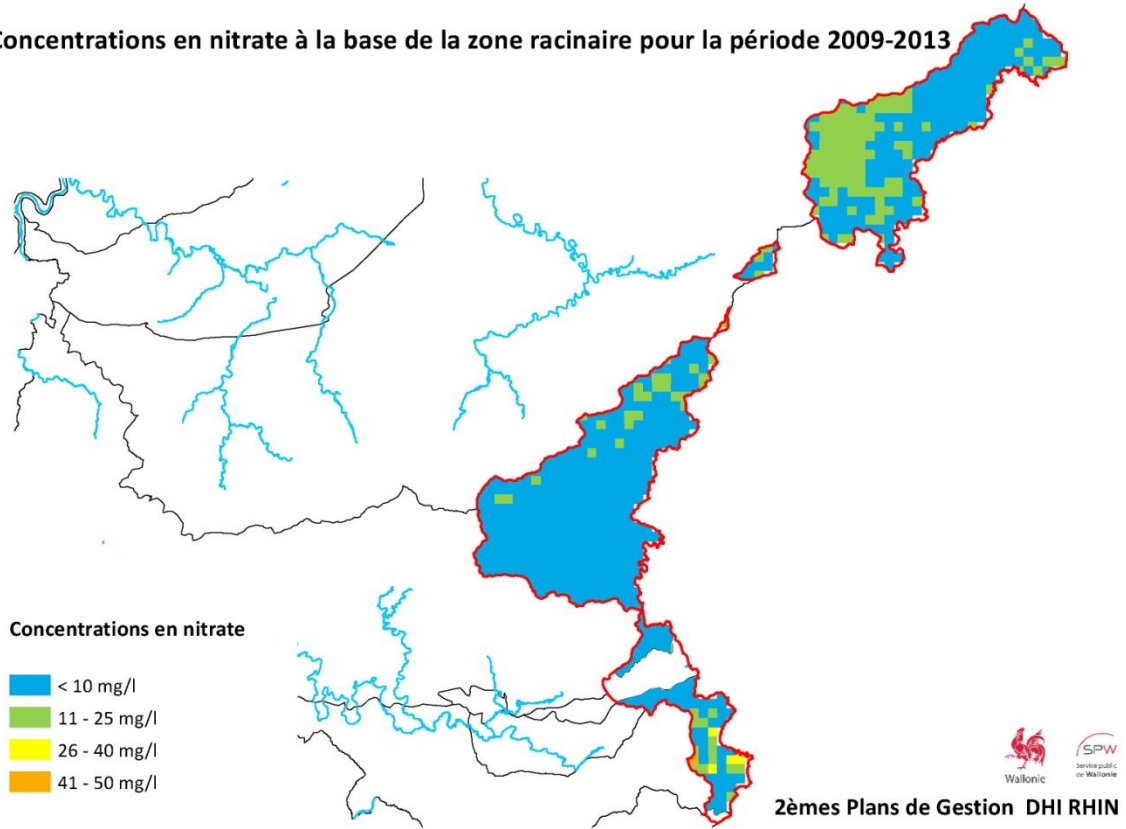 Concentrations en nitrate à la base de la zone racinaire pour la période 2009-2013
Concentrations en nitrate
< 10 mg/l
11 - 25 mg/l
26 - 40 mg/l
41 - 50 mg/l
Wallonie
SPW
Service public
de Wallonie
2èmes Plans de Gestion DHI RHIN